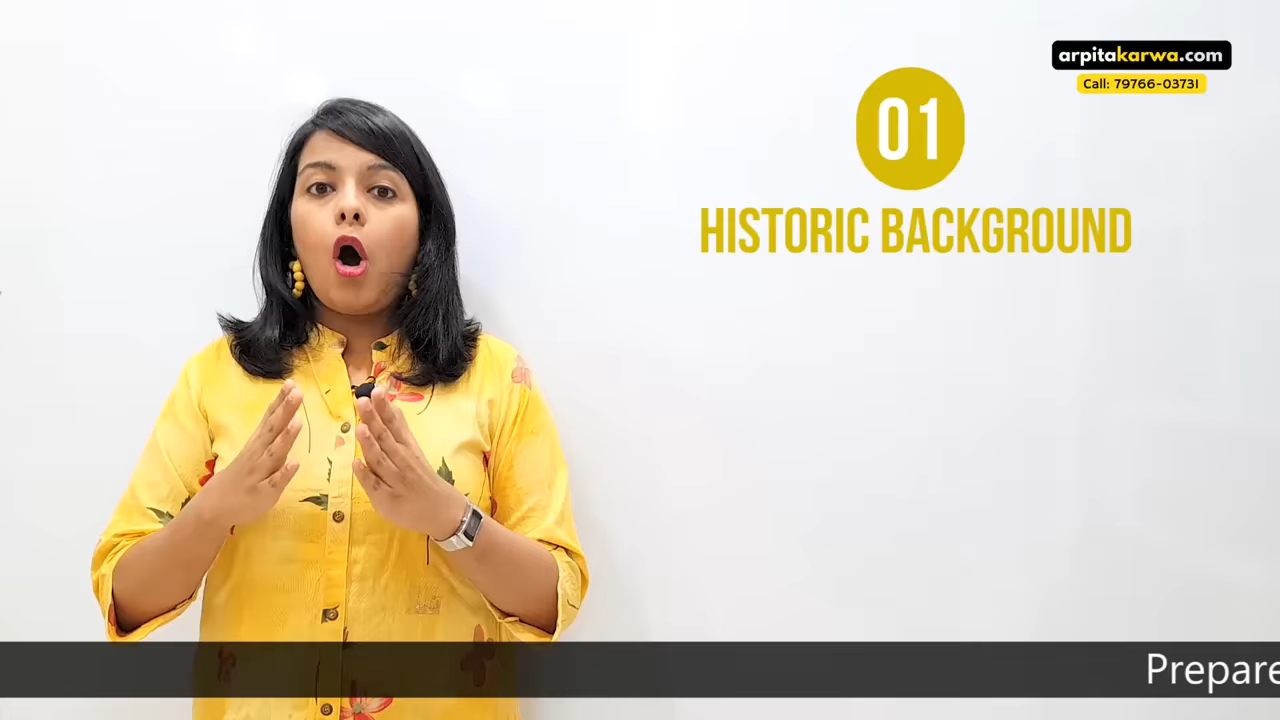 arpitakarwa.com
Call: 79766-03731
01
HISTORIC BACKGROUND
Prepare